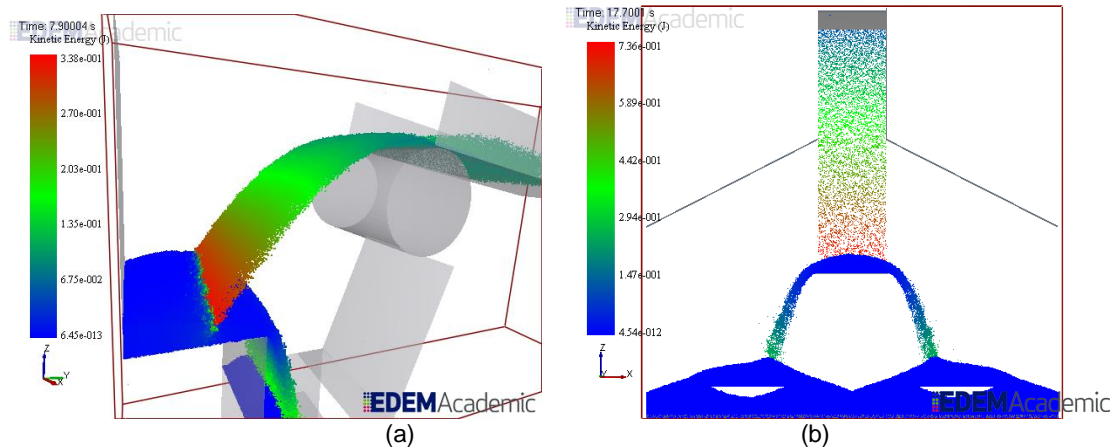 Time: 7.90004 s
EDEMAcademic
Kinetic Energy (J)
3.38e-001
2.70e-001
2.03e-001
1.35e-001
6.75e-002
6.45e-013
Z
Y
X
EDEMAcademic
(a)
Time: 17.7001 s
EDEMAcademic
Kinetic Energy (J)
7.36e-001
5.89e-001
4.42e-001
2.94e-001
1.47e-001
4.54e-012
Z
Y
X
EDEMAcademic
(b)